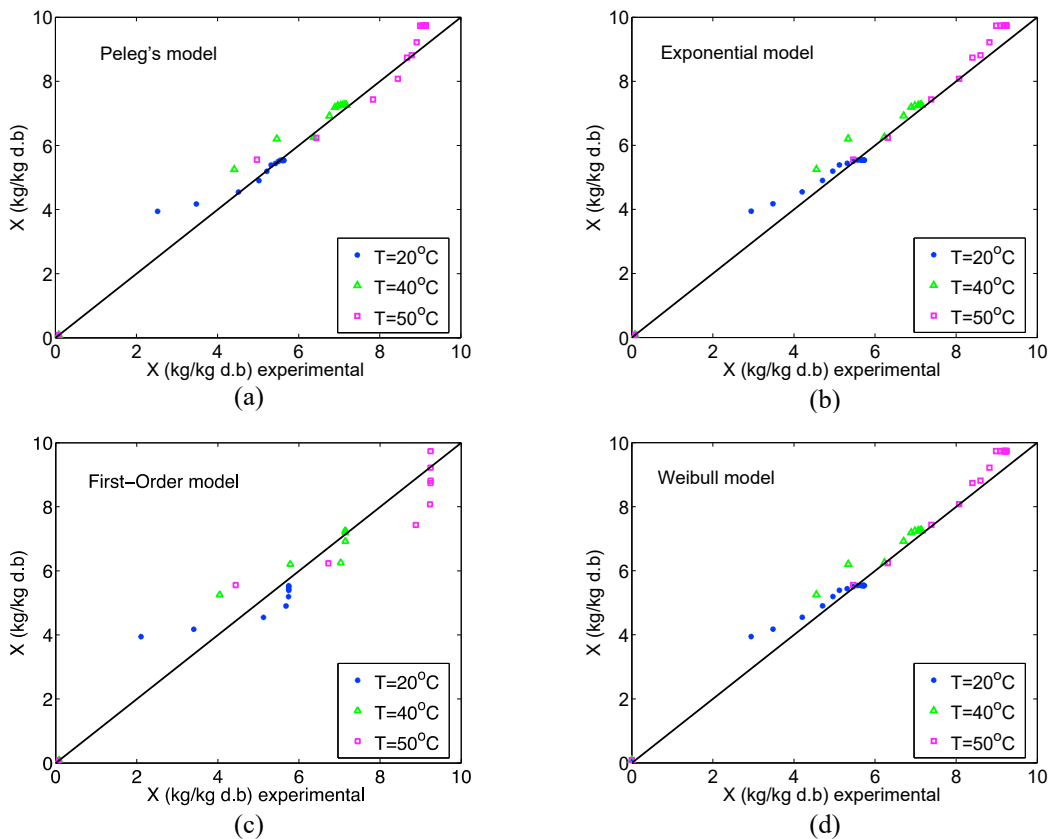 10
Peleg's model
8
6
X (kg/kg d.b)
4
T=20°C
2
T=40°C
T=50°C
0
0 2 4 6 8 10
X (kg/kg d.b) experimental
(a)
10
Exponential model
8
6
X (kg/kg d.b)
4
T=20°C
2
T=40°C
T=50°C
0
0 2 4 6 8 10
X (kg/kg d.b) experimental
(b)
10
First–Order model
8
6
X (kg/kg d.b)
4
T=20°C
2
T=40°C
T=50°C
0
0 2 4 6 8 10
X (kg/kg d.b) experimental
(c)
10
Weibull model
8
6
X (kg/kg d.b)
4
T=20°C
2
T=40°C
T=50°C
0
0 2 4 6 8 10
X (kg/kg d.b) experimental
(d)